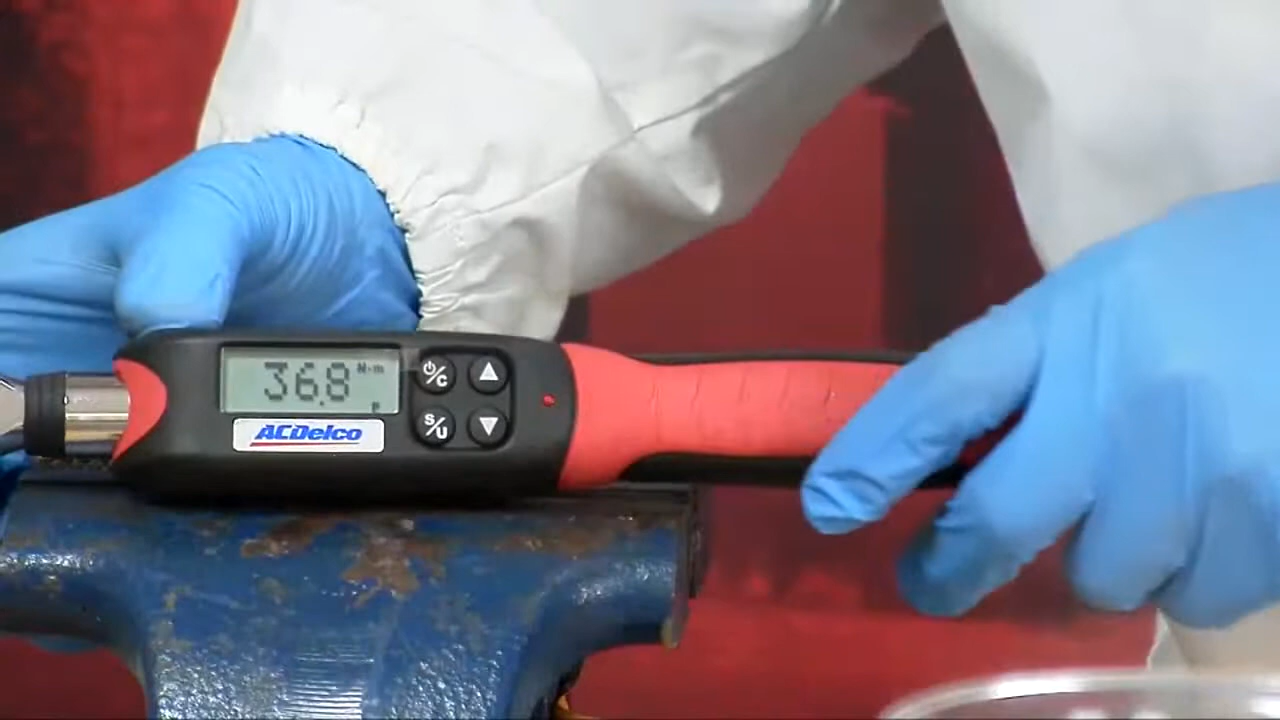 36.8 N-m
P
ACDelco
⏻/C ▲
S/U ▼